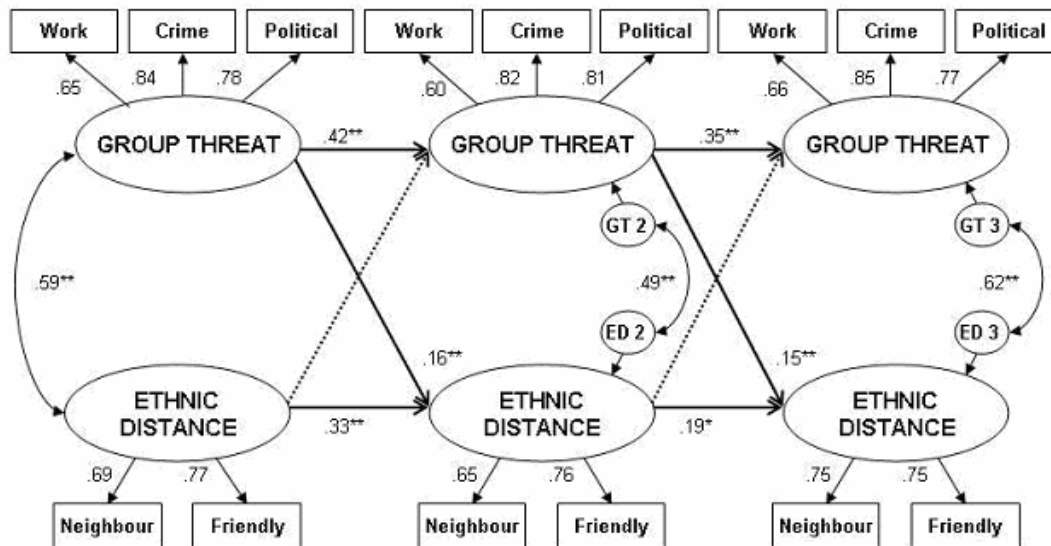 Work Crime Political Work Crime Political Work Crime Political
.65 .84 .78 .60 .82 .81 .66 .85 .77
GROUP THREAT .42** GROUP THREAT .35** GROUP THREAT
GT 2 GT 3
.59** .49** .62**
ED 2 ED 3
.16** .15**
ETHNIC DISTANCE
.33**
ETHNIC DISTANCE
.19*
ETHNIC DISTANCE
.69 .77 .65 .76 .75 .75
Neighbour Friendly Neighbour Friendly Neighbour Friendly